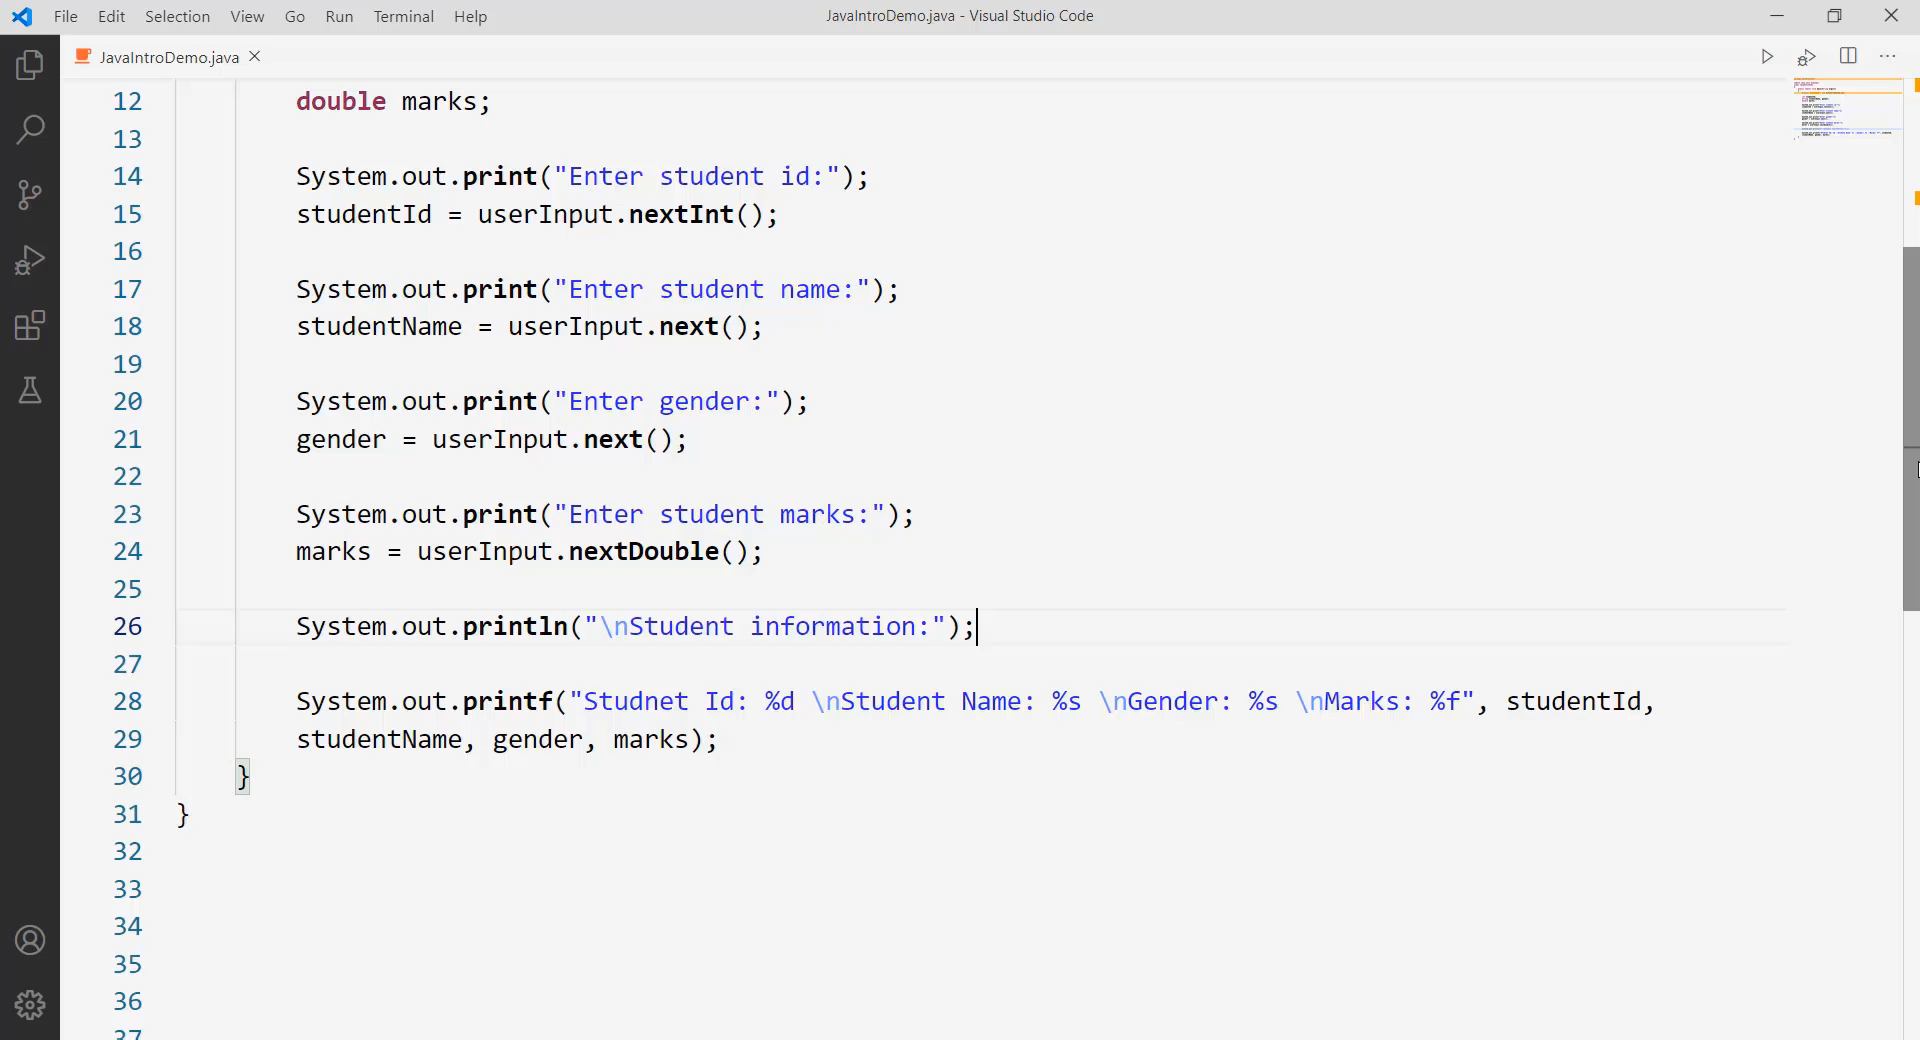 File Edit Selection View Go Run Terminal Help JavaIntroDemo.java - Visual Studio Code
JavaIntroDemo.java
12 double marks;
13
14 System.out.print("Enter student id:");
15 studentId = userInput.nextInt();
16
17 System.out.print("Enter student name:");
18 studentName = userInput.next();
19
20 System.out.print("Enter gender:");
21 gender = userInput.next();
22
23 System.out.print("Enter student marks:");
24 marks = userInput.nextDouble();
25
26 System.out.println("\nStudent information:");
27
28 System.out.printf("Studnet Id: %d \nStudent Name: %s \nGender: %s \nMarks: %f", studentId,
29 studentName, gender, marks);
30 }
31 }
32
33
34
35
36
37